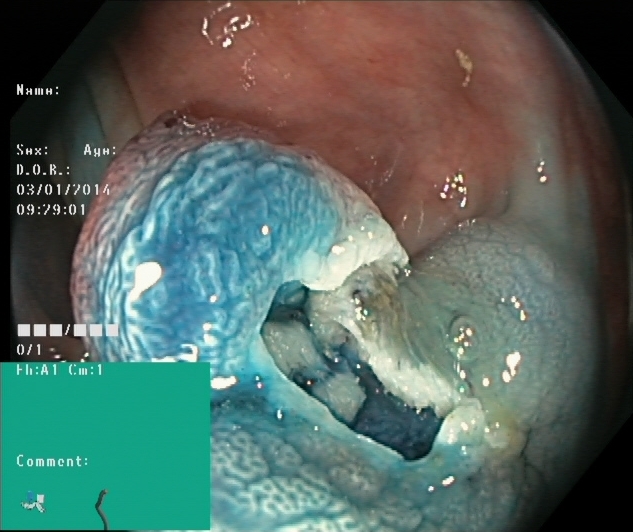 Name:
Sex: Age:
D.O.B.:
03/01/2014
09:29:01
■■■/■■■
0/1
Eh:A1 Cm:1
Comment: